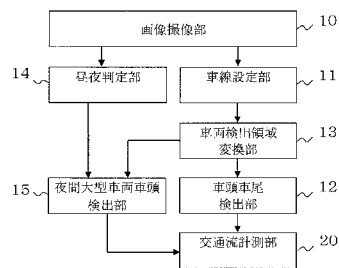 画像撮像部
10
14
昼夜判定部
車線設定部
11
車両検出領域
変換部
13
15
夜間大型車両車頭
検出部
車頭車尾
検出部
12
交通流計測部
20